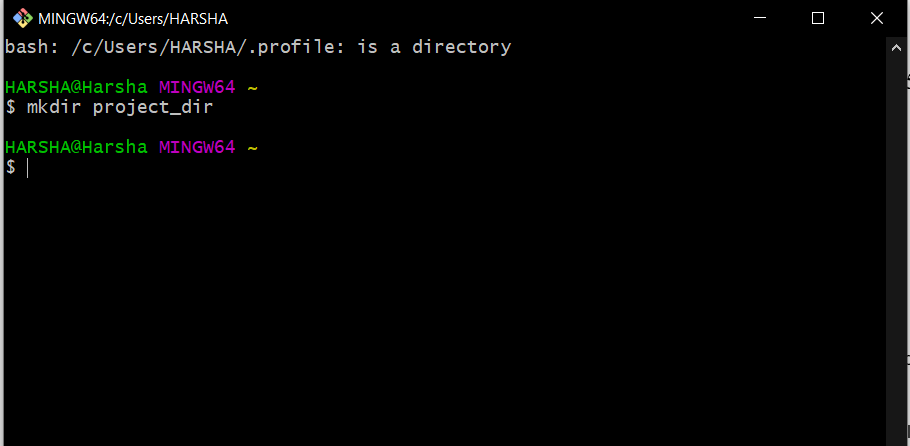 MINGW64:/c/Users/HARSHA
bash: /c/Users/HARSHA/.profile: is a directory
HARSHA@Harsha MINGW64 ~
$ mkdir project_dir
HARSHA@Harsha MINGW64 ~
$